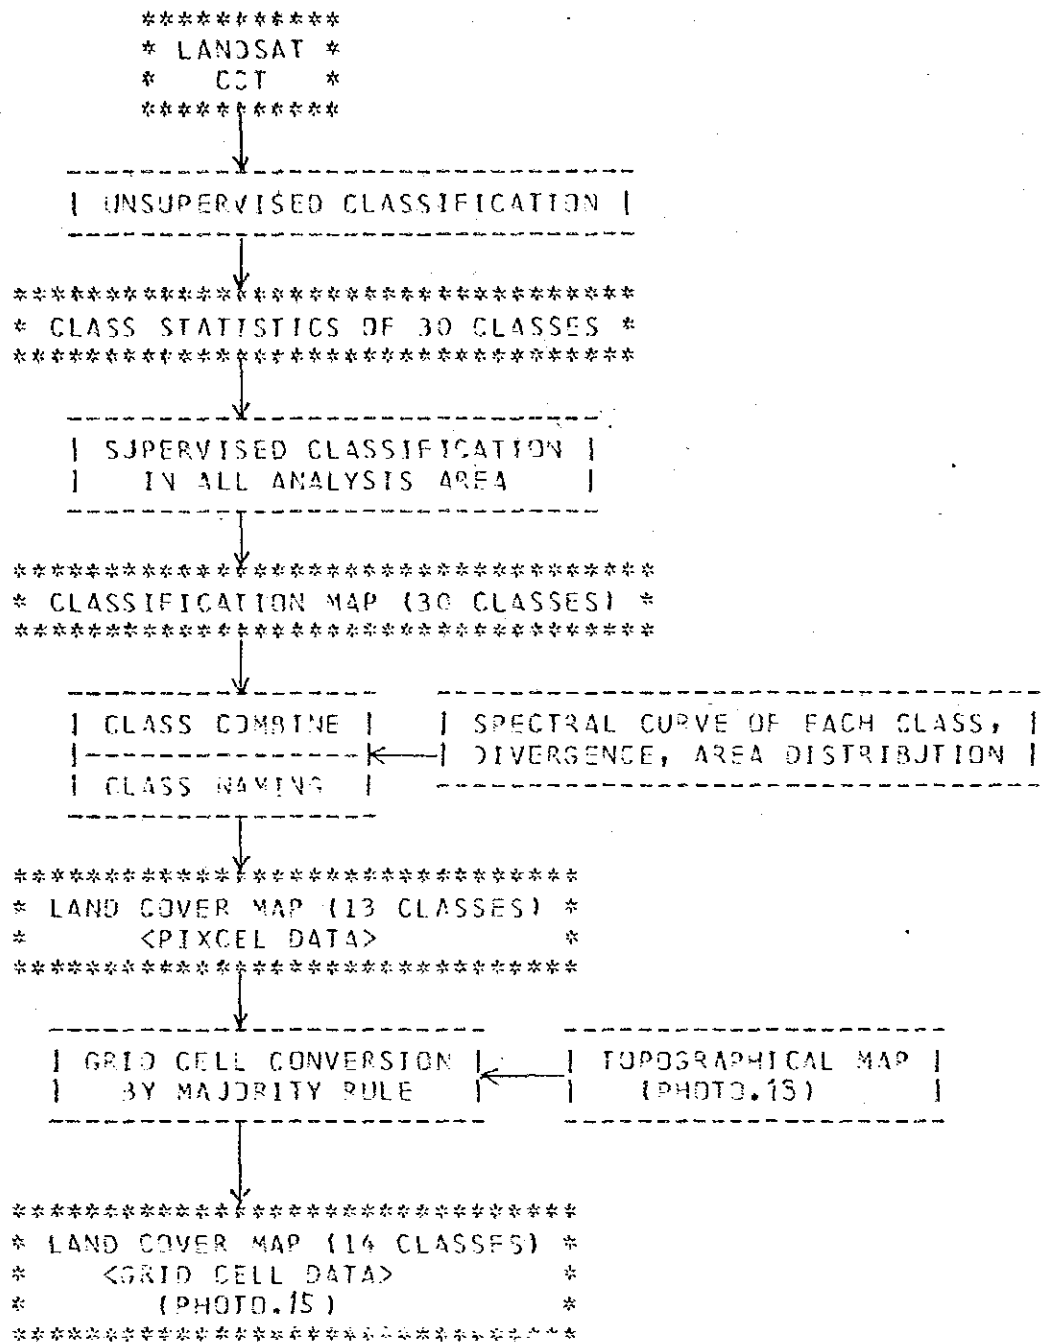 LANDSAT
CCT
UNSUPERVISED CLASSIFICATION
CLASS STATISTICS OF 30 CLASSES
SUPERVISED CLASSIFICATION
IN ALL ANALYSIS AREA
CLASSIFICATION MAP (30 CLASSES)
CLASS COMBINE
CLASS NAMING
SPECTRAL CURVE OF EACH CLASS,
DIVERGENCE, AREA DISTRIBUTION
LAND COVER MAP (13 CLASSES)
<PIXCEL DATA>
GRID CELL CONVERSION
BY MAJORITY RULE
TOPOGRAPHICAL MAP
(PHOTO.13)
LAND COVER MAP (14 CLASSES)
<GRID CELL DATA>
(PHOTO.15)